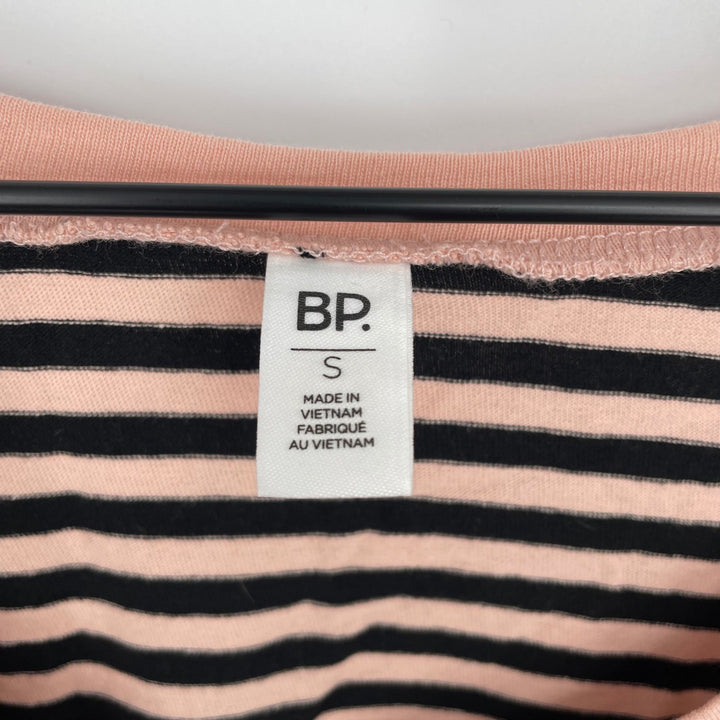 BP.
S
MADE IN
VIETNAM
FABRIQUÉ
AU VIETNAM